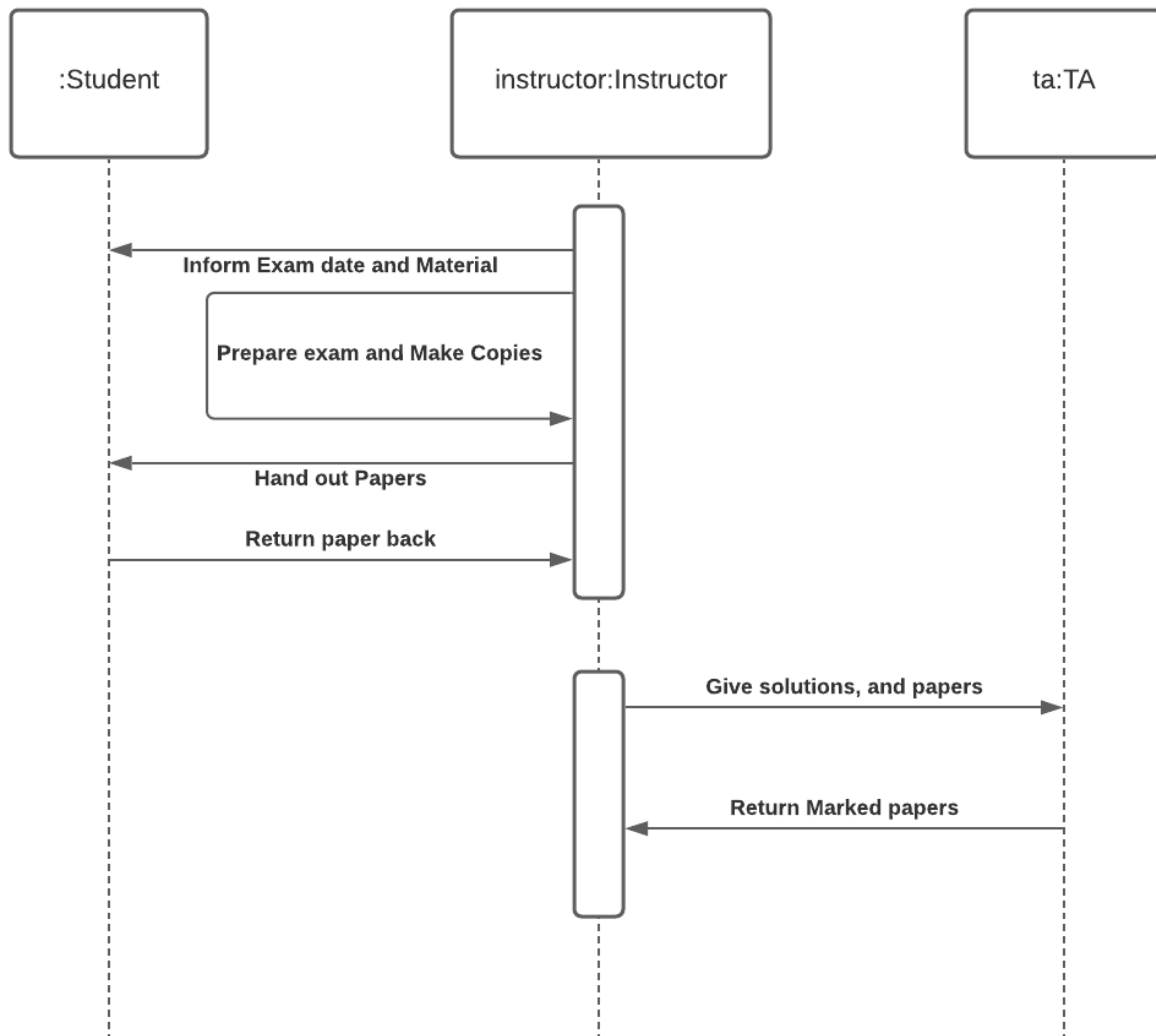 :Student
instructor:Instructor
ta:TA
Inform Exam date and Material
Prepare exam and Make Copies
Hand out Papers
Return paper back
Give solutions, and papers
Return Marked papers